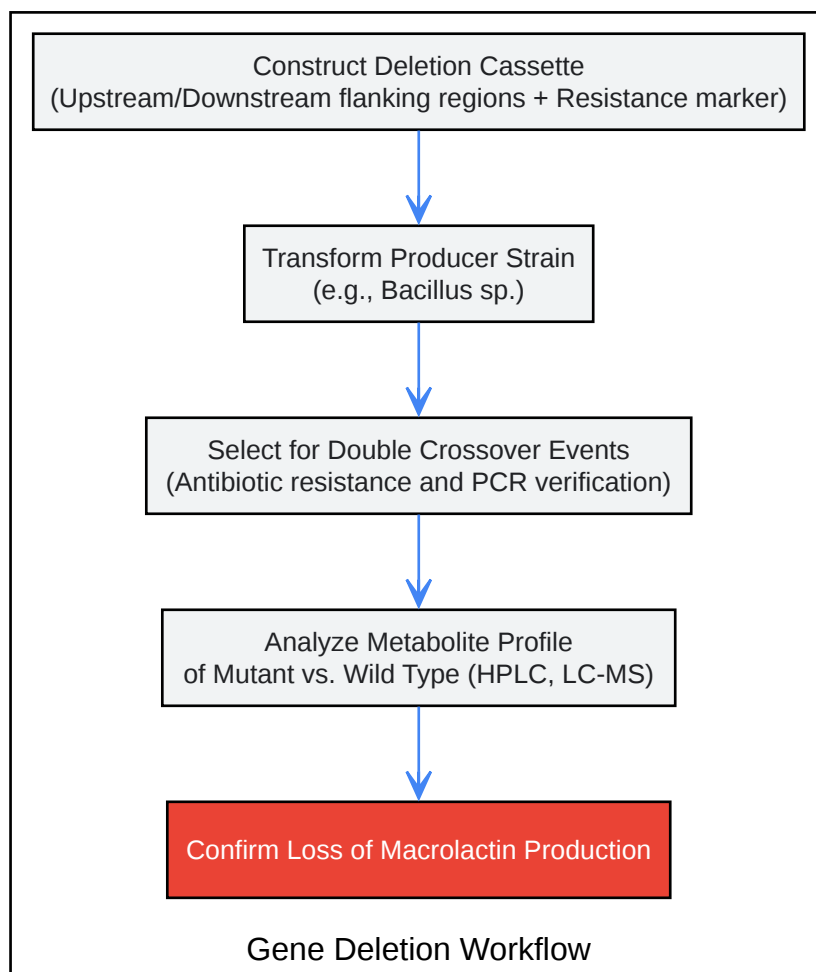 Construct Deletion Cassette
(Upstream/Downstream flanking regions + Resistance marker)
Transform Producer Strain
(e.g., Bacillus sp.)
Select for Double Crossover Events
(Antibiotic resistance and PCR verification)
Analyze Metabolite Profile
of Mutant vs. Wild Type (HPLC, LC-MS)
Confirm Loss of Macrolactin Production
Gene Deletion Workflow